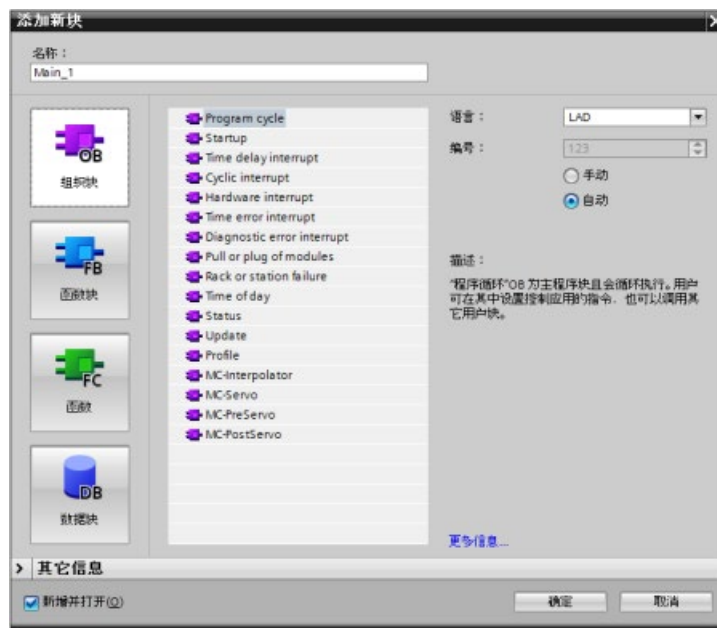 添加新块
名称：
Main_1
OB
组织块
FB
函数块
FC
函数
DB
数据块
Program cycle
Startup
Time delay interrupt
Cyclic interrupt
Hardware interrupt
Time error interrupt
Diagnostic error interrupt
Pull or plug of modules
Rack or station failure
Time of day
Status
Update
Profile
MC-Interpolator
MC-Servo
MC-PreServo
MC-PostServo
语言：
LAD
编号：
123
手动
自动
描述：
“程序循环”OB 为主程序块且会循环执行。用户
可在其中设置控制应用的指令，也可以调用其
它用户块。
更多信息...
> 其它信息
新增并打开(O)
确定
取消